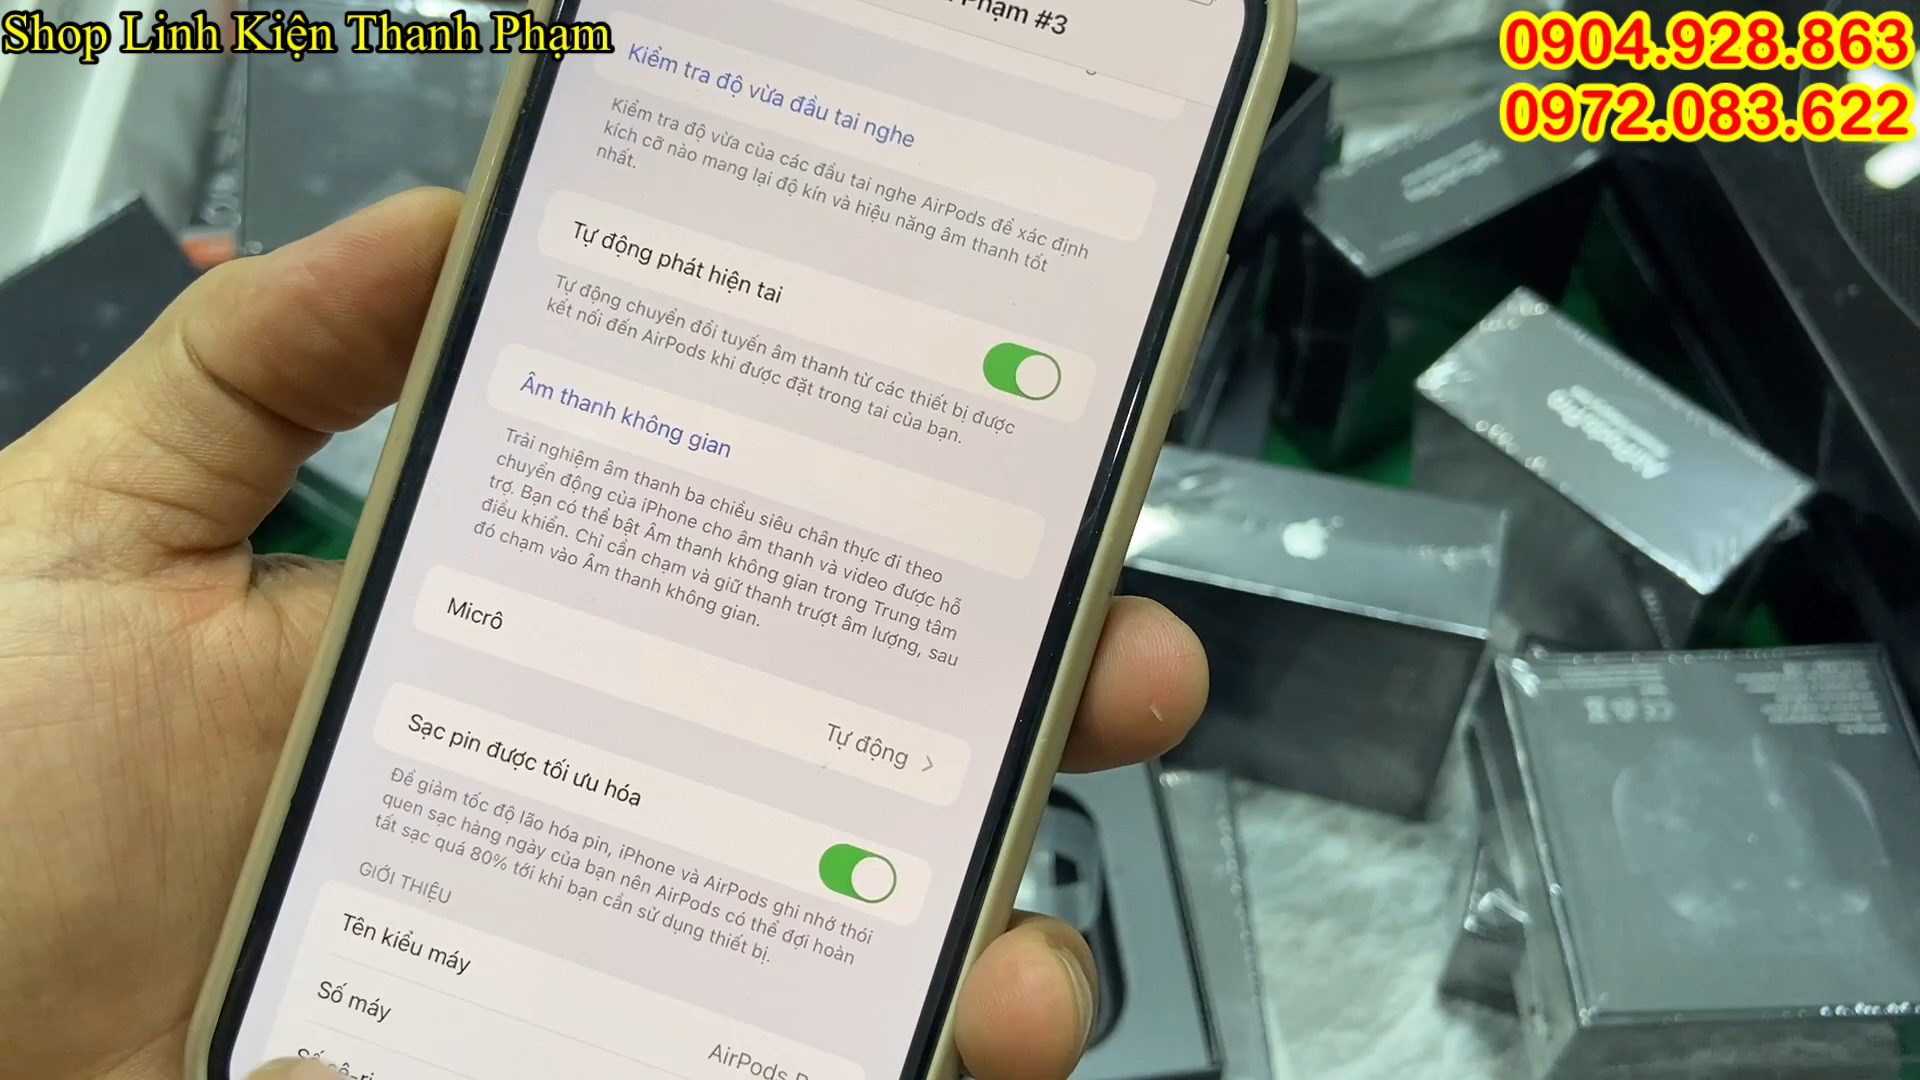 Shop Linh Kiện Thanh Phạm
0904.928.863
0972.083.622
Phạm #3
Kiểm tra độ vừa đầu tai nghe
Kiểm tra độ vừa của các đầu tai nghe AirPods để xác định
kích cỡ nào mang lại độ kín và hiệu năng âm thanh tốt
nhất.
Tự động phát hiện tai
Tự động chuyển đổi tuyến âm thanh từ các thiết bị được
kết nối đến AirPods khi được đặt trong tai của bạn.
Âm thanh không gian
Trải nghiệm âm thanh ba chiều siêu chân thực đi theo
chuyển động của iPhone cho âm thanh và video được hỗ
trợ. Bạn có thể bật Âm thanh không gian trong Trung tâm
điều khiển. Chỉ cần chạm và giữ thanh trượt âm lượng, sau
đó chạm vào Âm thanh không gian.
Micrô
Tự động >
Sạc pin được tối ưu hóa
Để giảm tốc độ lão hóa pin, iPhone và AirPods ghi nhớ thói
quen sạc hàng ngày của bạn nên AirPods có thể đợi hoàn
tất sạc quá 80% tới khi bạn cần sử dụng thiết bị.
GIỚI THIỆU
Tên kiểu máy
AirPods P
Số máy
Số sê-ri
AirPods Pro